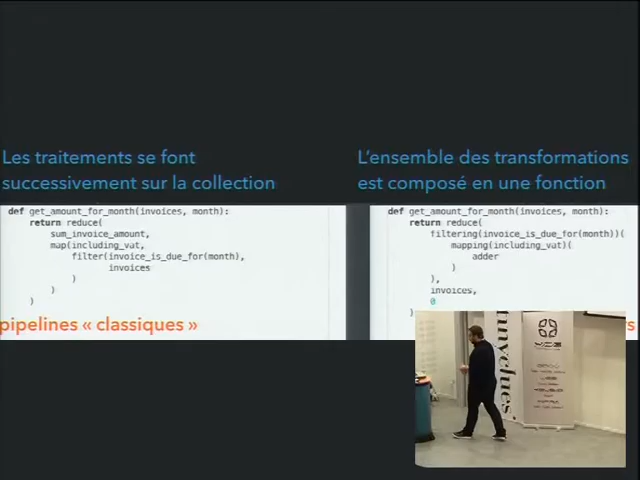 Les traitements se font
successivement sur la collection
def get_amount_for_month(invoices, month):
return reduce(
sum_invoice_amount,
map(including_vat,
filter(invoice_is_due_for(month),
invoices
)
)
)
pipelines « classiques »
L’ensemble des transformations
est composé en une fonction
def get_amount_for_month(invoices, month):
return reduce(
filtering(invoice_is_due_for(month))(
mapping(including_vat)(
adder
)
),
invoices,
0
)
rs